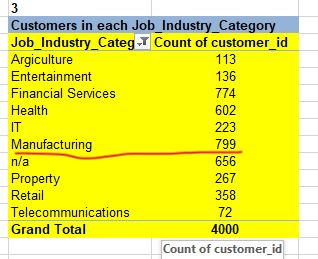 3
Customers in each Job_Industry_Category
Job_Industry_Categ Count of customer_id
Argiculture 113
Entertainment 136
Financial Services 774
Health 602
IT 223
Manufacturing 799
n/a 656
Property 267
Retail 358
Telecommunications 72
Grand Total 4000
Count of customer_id